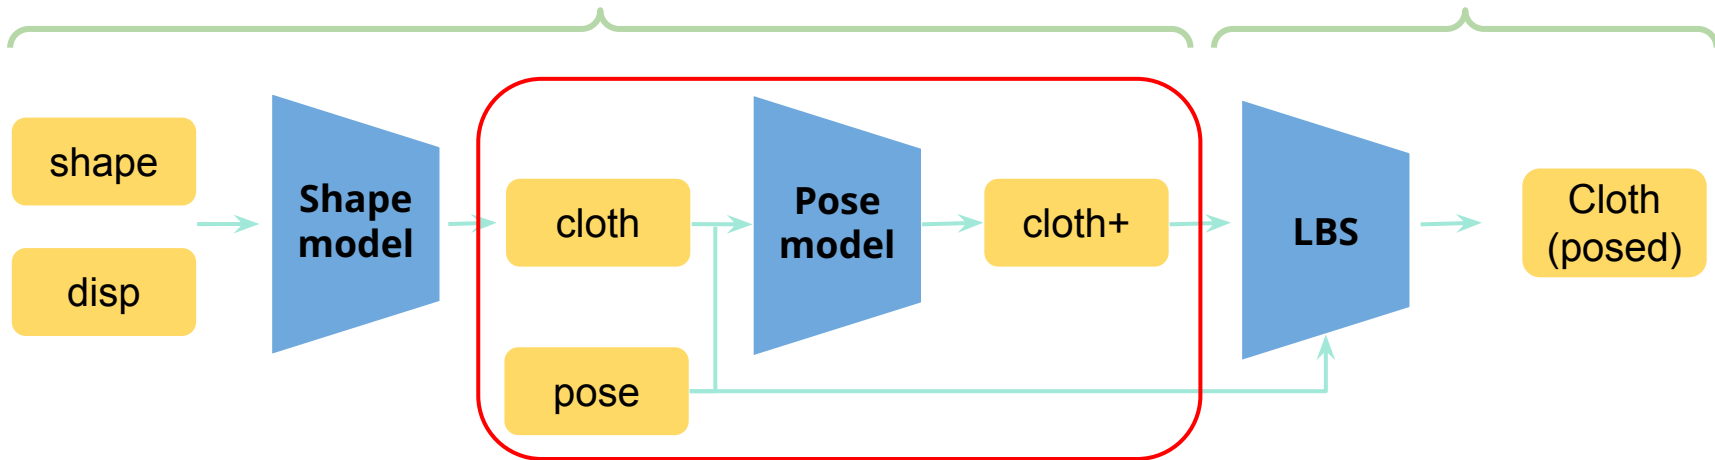 shape
disp
Shape
model
cloth
pose
Pose
model
cloth+
LBS
Cloth
(posed)